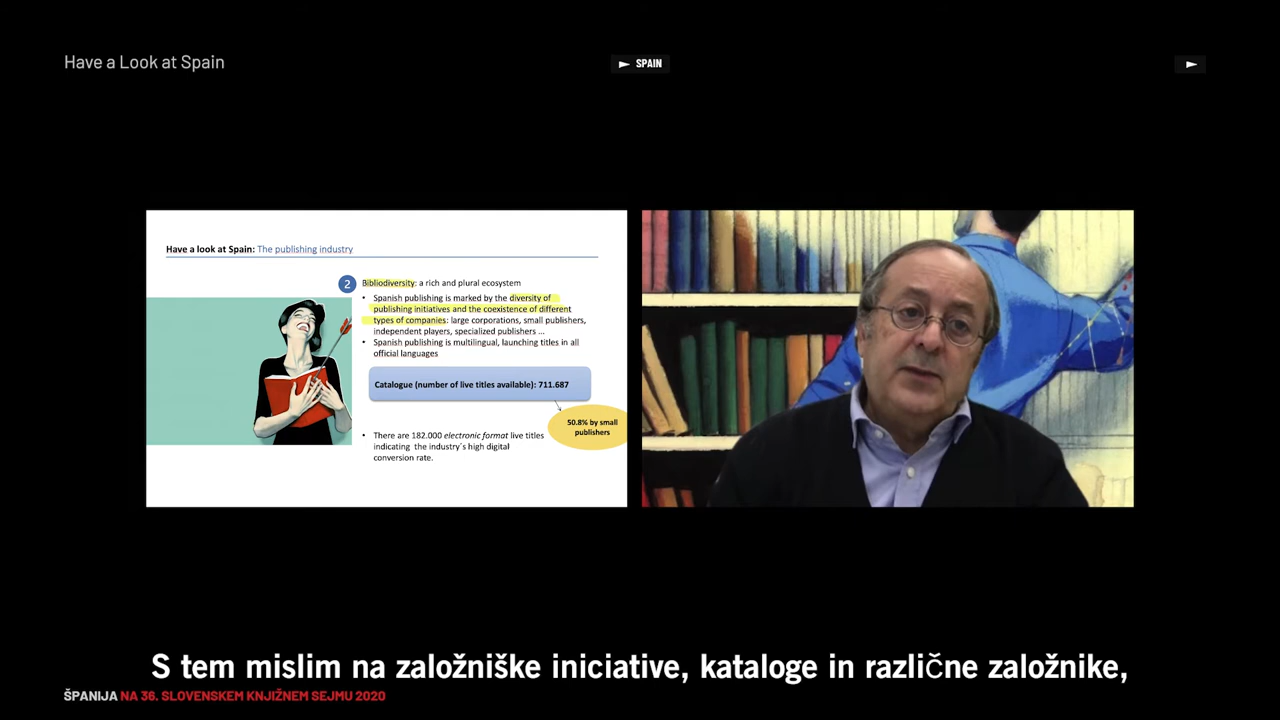 Have a Look at Spain
SPAIN
Have a look at Spain: The publishing industry
2
Bibliodiversity: a rich and plural ecosystem
• Spanish publishing is marked by the diversity of
publishing initiatives and the coexistence of different
types of companies: large corporations, small publishers,
independent players, specialized publishers ...
• Spanish publishing is multilingual, launching titles in all
official languages
Catalogue (number of live titles available): 711.687
50.8% by small
publishers
• There are 182.000 electronic format live titles
indicating the industry´s high digital
conversion rate.
S tem mislim na založniške iniciative, kataloge in različne založnike,
ŠPANIJA NA 36. SLOVENSKEM KNJIŽNEM SEJMU 2020